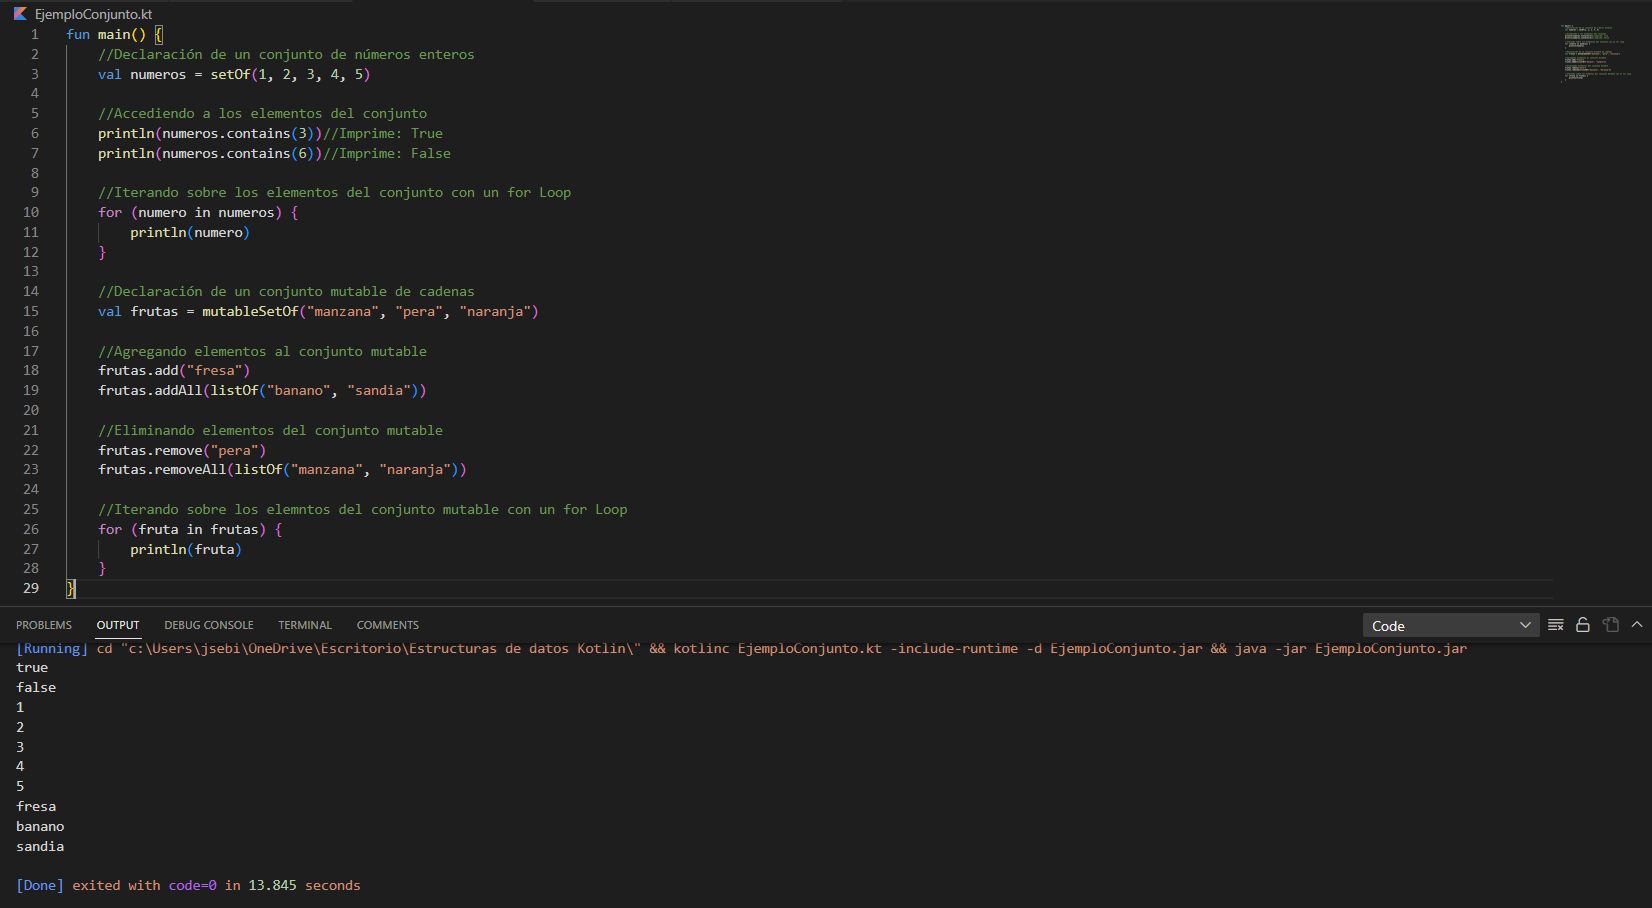 EjemploConjunto.kt
1 fun main() {
2 //Declaración de un conjunto de números enteros
3 val numeros = setOf(1, 2, 3, 4, 5)
4
5 //Accediendo a los elementos del conjunto
6 println(numeros.contains(3))//Imprime: True
7 println(numeros.contains(6))//Imprime: False
8
9 //Iterando sobre los elementos del conjunto con un for Loop
10 for (numero in numeros) {
11 println(numero)
12 }
13
14 //Declaración de un conjunto mutable de cadenas
15 val frutas = mutableSetOf("manzana", "pera", "naranja")
16
17 //Agregando elementos al conjunto mutable
18 frutas.add("fresa")
19 frutas.addAll(listOf("banano", "sandia"))
20
21 //Eliminando elementos del conjunto mutable
22 frutas.remove("pera")
23 frutas.removeAll(listOf("manzana", "naranja"))
24
25 //Iterando sobre los elemntos del conjunto mutable con un for Loop
26 for (fruta in frutas) {
27 println(fruta)
28 }
29 }
PROBLEMS OUTPUT DEBUG CONSOLE TERMINAL COMMENTS Code
[Running] cd "c:\Users\jsebi\OneDrive\Escritorio\Estructuras de datos Kotlin\" && kotlinc EjemploConjunto.kt -include-runtime -d EjemploConjunto.jar && java -jar EjemploConjunto.jar
true
false
1
2
3
4
5
fresa
banano
sandia
[Done] exited with code=0 in 13.845 seconds